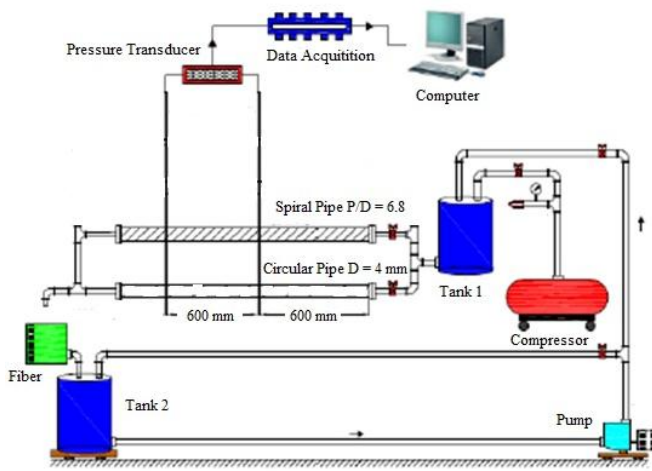 Pressure Transducer
Data Acquitition
Computer
Spiral Pipe P/D = 6.8
Circular Pipe D = 4 mm
Tank 1
600 mm
600 mm
Compressor
Fiber
Tank 2
Pump